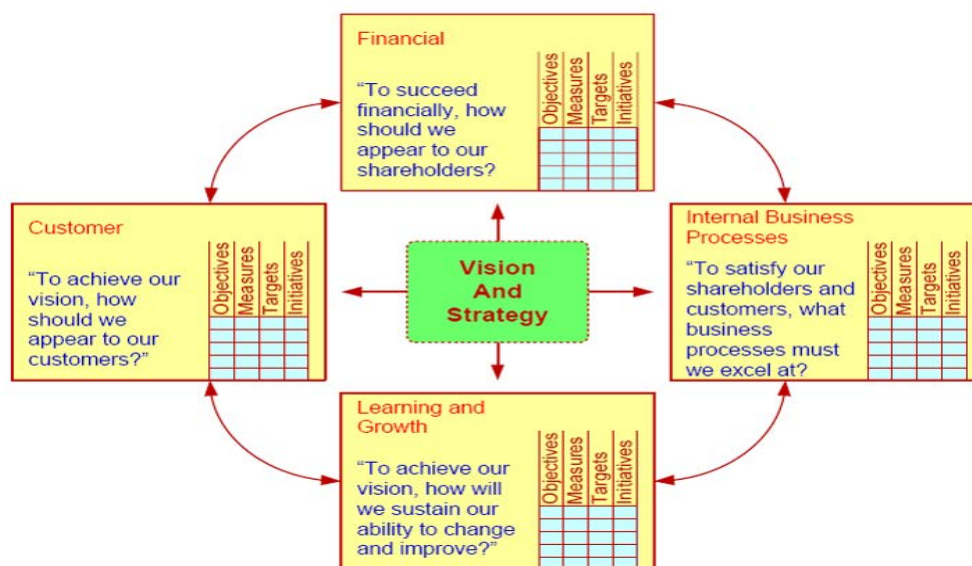 Financial
“To succeed
financially, how
should we
appear to our
shareholders?
Objectives
Measures
Targets
Initiatives
Customer
“To achieve our
vision, how
should we
appear to our
customers?”
Objectives
Measures
Targets
Initiatives
Vision
And
Strategy
Internal Business
Processes
“To satisfy our
shareholders and
customers, what
business
processes must
we excel at?
Objectives
Measures
Targets
Initiatives
Learning and
Growth
“To achieve our
vision, how will
we sustain our
ability to change
and improve?”
Objectives
Measures
Targets
Initiatives